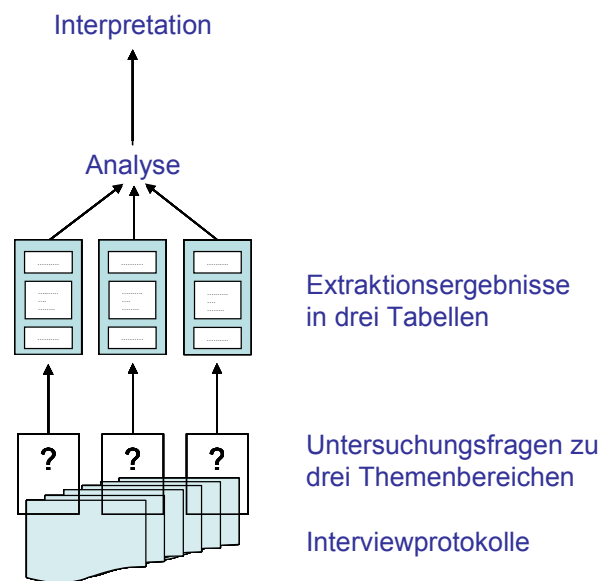 Interpretation
Analyse
Extraktionsergebnisse
in drei Tabellen
? ? ?
Untersuchungsfragen zu
drei Themenbereichen
Interviewprotokolle